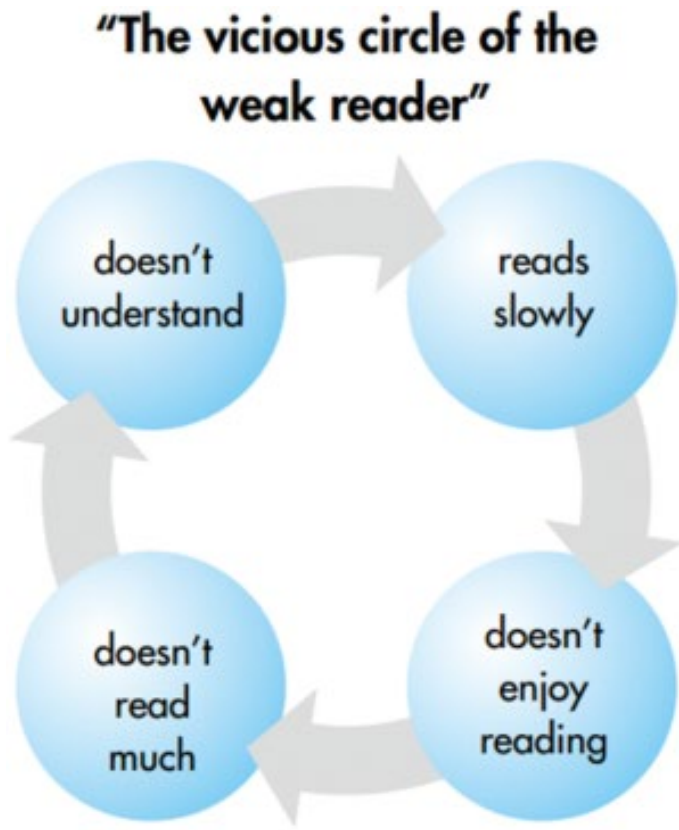 “The vicious circle of the
weak reader”
doesn’t
understand
reads
slowly
doesn’t
enjoy
reading
doesn’t
read
much